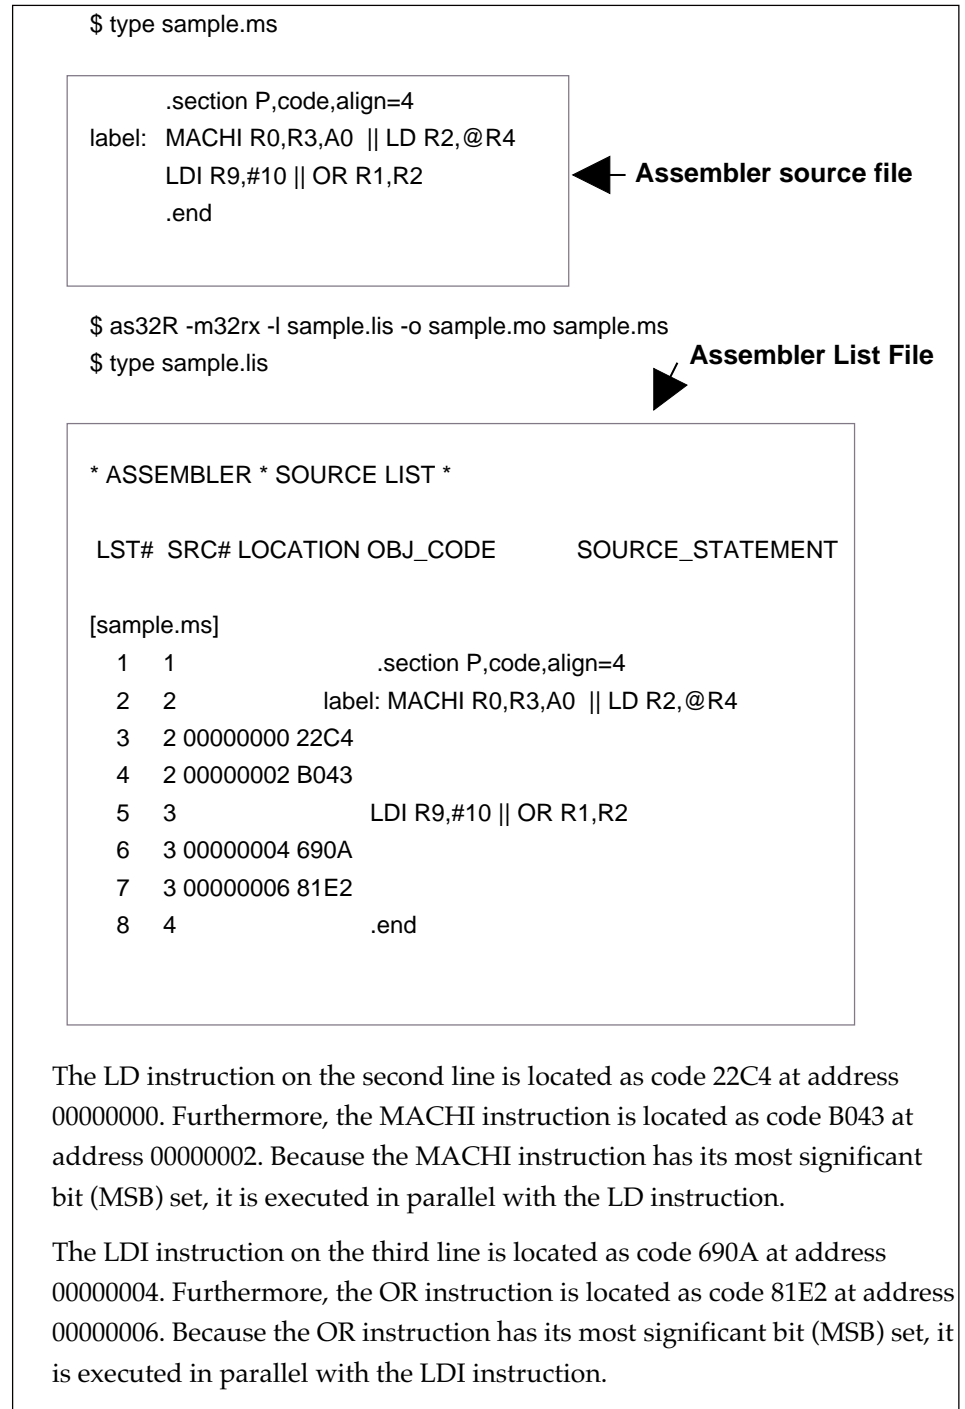 $ type sample.ms
.section P,code,align=4
label: MACHI R0,R3,A0 || LD R2,@R4
LDI R9,#10 || OR R1,R2
.end
Assembler source file
$ as32R -m32rx -l sample.lis -o sample.mo sample.ms
$ type sample.lis
Assembler List File
* ASSEMBLER * SOURCE LIST *
LST# SRC# LOCATION OBJ_CODE SOURCE_STATEMENT
[sample.ms]
1 1 .section P,code,align=4
2 2 label: MACHI R0,R3,A0 || LD R2,@R4
3 2 00000000 22C4
4 2 00000002 B043
5 3 LDI R9,#10 || OR R1,R2
6 3 00000004 690A
7 3 00000006 81E2
8 4 .end
The LD instruction on the second line is located as code 22C4 at address
00000000. Furthermore, the MACHI instruction is located as code B043 at
address 00000002. Because the MACHI instruction has its most significant
bit (MSB) set, it is executed in parallel with the LD instruction.
The LDI instruction on the third line is located as code 690A at address
00000004. Furthermore, the OR instruction is located as code 81E2 at address
00000006. Because the OR instruction has its most significant bit (MSB) set, it
is executed in parallel with the LDI instruction.